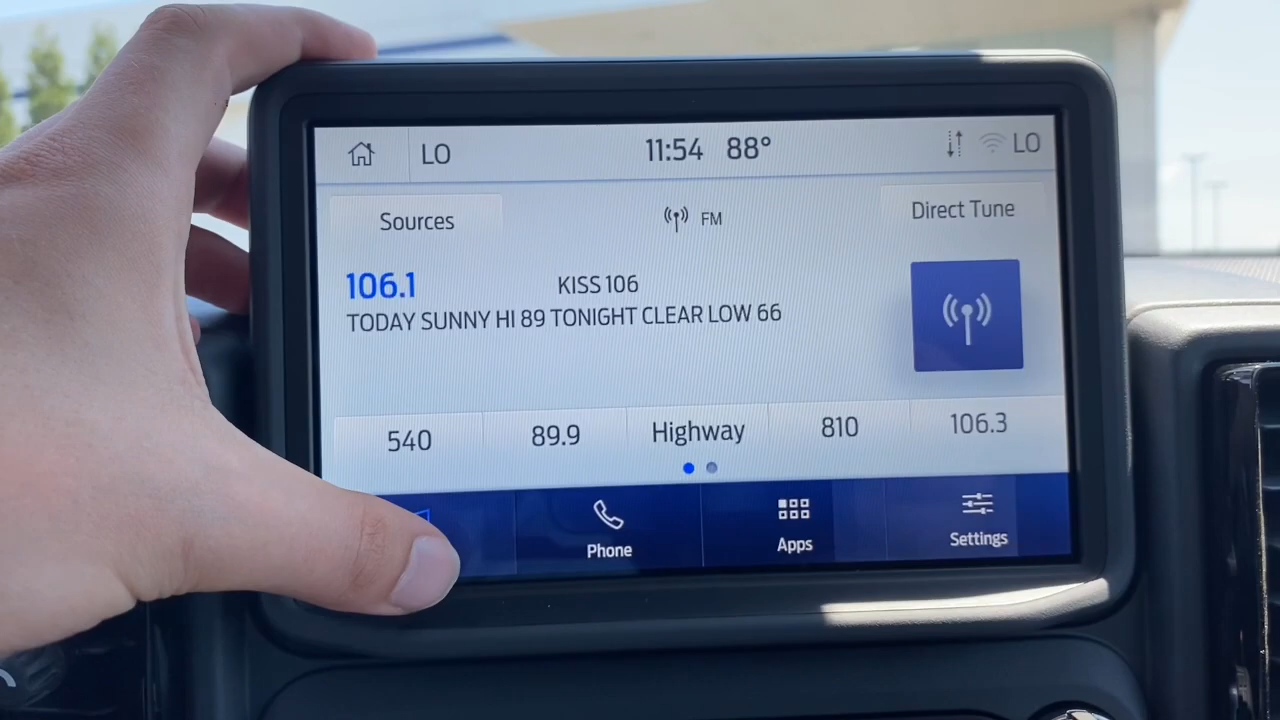 LO 11:54 88° LO
Sources FM Direct Tune
106.1 KISS 106
TODAY SUNNY HI 89 TONIGHT CLEAR LOW 66
540 89.9 Highway 810 106.3
Phone Apps Settings